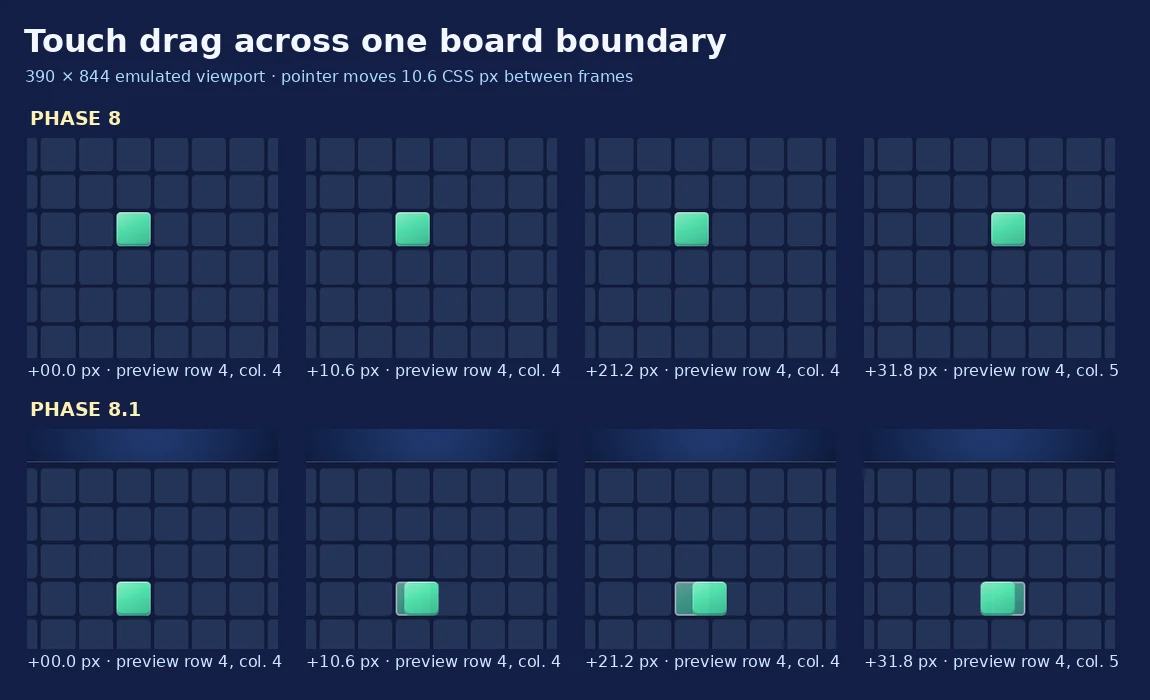 Touch drag across one board boundary
390 × 844 emulated viewport · pointer moves 10.6 CSS px between frames
PHASE 8
+00.0 px · preview row 4, col. 4
+10.6 px · preview row 4, col. 4
+21.2 px · preview row 4, col. 4
+31.8 px · preview row 4, col. 5
PHASE 8.1
+00.0 px · preview row 4, col. 4
+10.6 px · preview row 4, col. 4
+21.2 px · preview row 4, col. 4
+31.8 px · preview row 4, col. 5